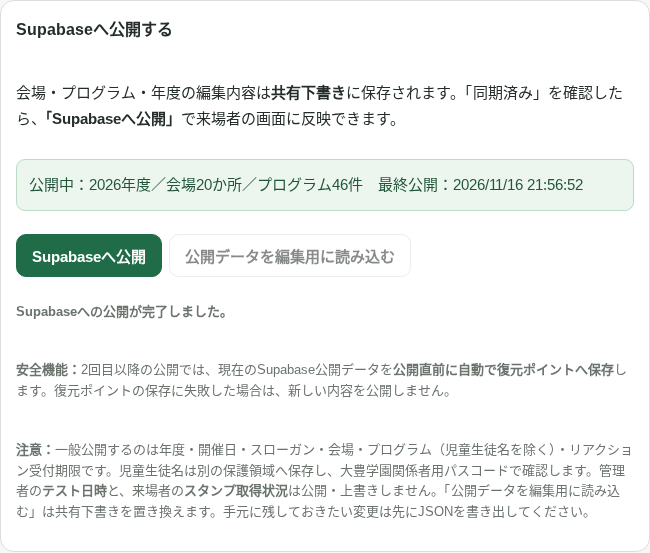 Supabaseへ公開する
会場・プログラム・年度の編集内容は共有下書きに保存されます。「同期済み」を確認した
ら、「Supabaseへ公開」で来場者の画面に反映できます。
公開中：2026年度／会場20か所／プログラム46件　最終公開：2026/11/16 21:56:52
Supabaseへ公開　公開データを編集用に読み込む
Supabaseへの公開が完了しました。
安全機能：2回目以降の公開では、現在のSupabase公開データを公開直前に自動で復元ポイントへ保存し
ます。復元ポイントの保存に失敗した場合は、新しい内容を公開しません。
注意：一般公開するのは年度・開催日・スローガン・会場・プログラム（児童生徒名を除く）・リアクショ
ン受付期限です。児童生徒名は別の保護領域へ保存し、大豊学園関係者用パスコードで確認します。管理
者のテスト日時と、来場者のスタンプ取得状況は公開・上書きしません。「公開データを編集用に読み込
む」は共有下書きを置き換えます。手元に残しておきたい変更は先にJSONを書き出してください。